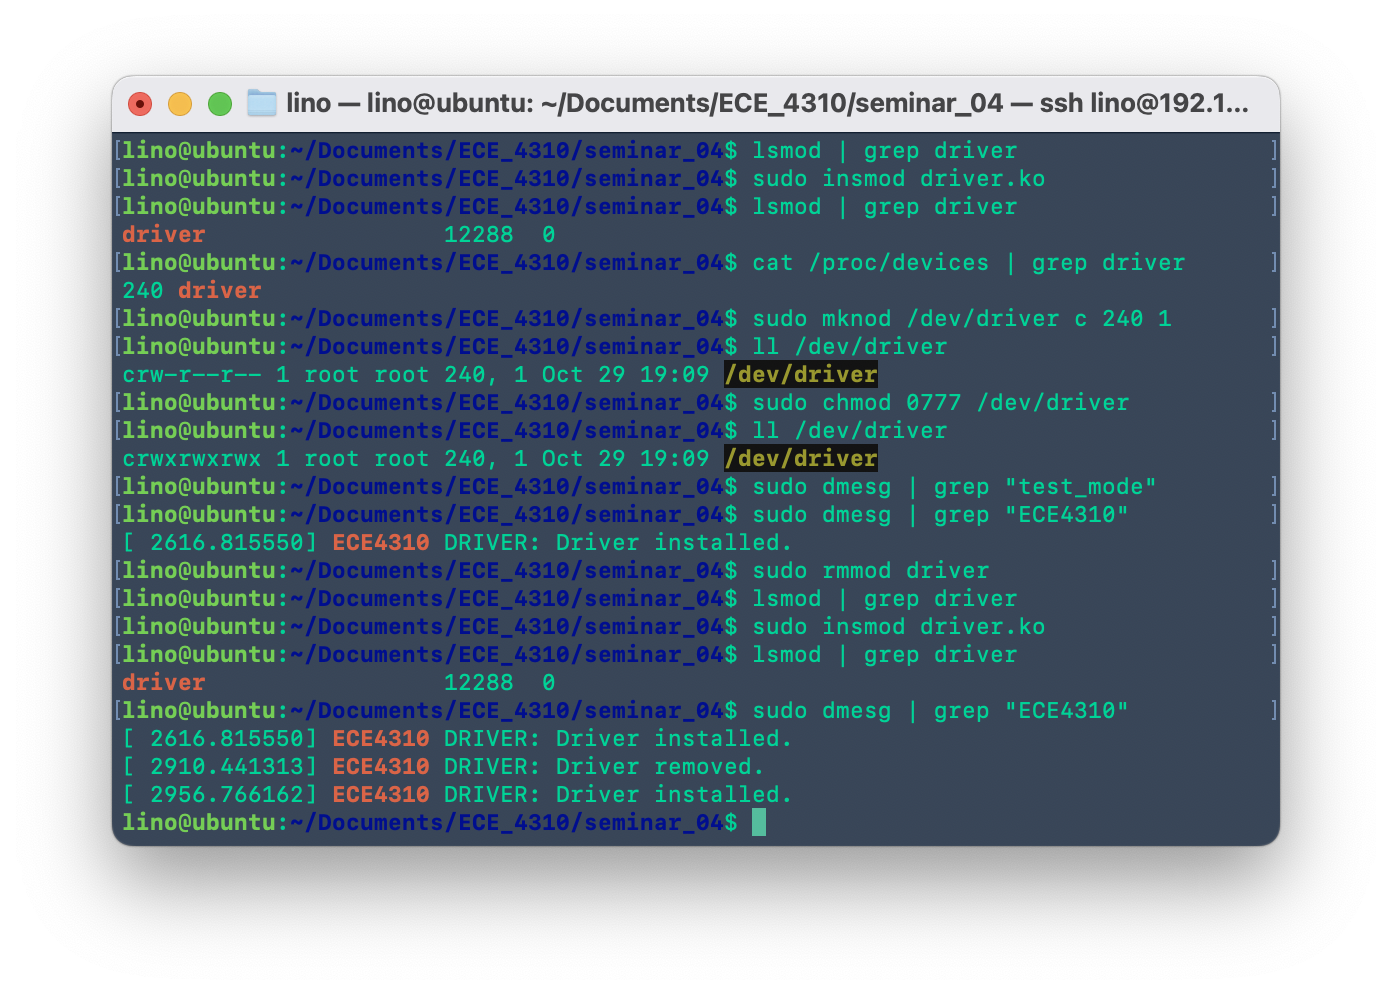 lino — lino@ubuntu: ~/Documents/ECE_4310/seminar_04 — ssh lino@192.1...
[lino@ubuntu:~/Documents/ECE_4310/seminar_04$ lsmod | grep driver ]
[lino@ubuntu:~/Documents/ECE_4310/seminar_04$ sudo insmod driver.ko ]
[lino@ubuntu:~/Documents/ECE_4310/seminar_04$ lsmod | grep driver ]
driver                 12288  0
[lino@ubuntu:~/Documents/ECE_4310/seminar_04$ cat /proc/devices | grep driver ]
240 driver
[lino@ubuntu:~/Documents/ECE_4310/seminar_04$ sudo mknod /dev/driver c 240 1 ]
[lino@ubuntu:~/Documents/ECE_4310/seminar_04$ ll /dev/driver ]
crw-r--r-- 1 root root 240, 1 Oct 29 19:09 /dev/driver
[lino@ubuntu:~/Documents/ECE_4310/seminar_04$ sudo chmod 0777 /dev/driver ]
[lino@ubuntu:~/Documents/ECE_4310/seminar_04$ ll /dev/driver ]
crwxrwxrwx 1 root root 240, 1 Oct 29 19:09 /dev/driver
[lino@ubuntu:~/Documents/ECE_4310/seminar_04$ sudo dmesg | grep "test_mode" ]
[lino@ubuntu:~/Documents/ECE_4310/seminar_04$ sudo dmesg | grep "ECE4310" ]
[ 2616.815550] ECE4310 DRIVER: Driver installed.
[lino@ubuntu:~/Documents/ECE_4310/seminar_04$ sudo rmmod driver ]
[lino@ubuntu:~/Documents/ECE_4310/seminar_04$ lsmod | grep driver ]
[lino@ubuntu:~/Documents/ECE_4310/seminar_04$ sudo insmod driver.ko ]
[lino@ubuntu:~/Documents/ECE_4310/seminar_04$ lsmod | grep driver ]
driver                 12288  0
[lino@ubuntu:~/Documents/ECE_4310/seminar_04$ sudo dmesg | grep "ECE4310" ]
[ 2616.815550] ECE4310 DRIVER: Driver installed.
[ 2910.441313] ECE4310 DRIVER: Driver removed.
[ 2956.766162] ECE4310 DRIVER: Driver installed.
lino@ubuntu:~/Documents/ECE_4310/seminar_04$